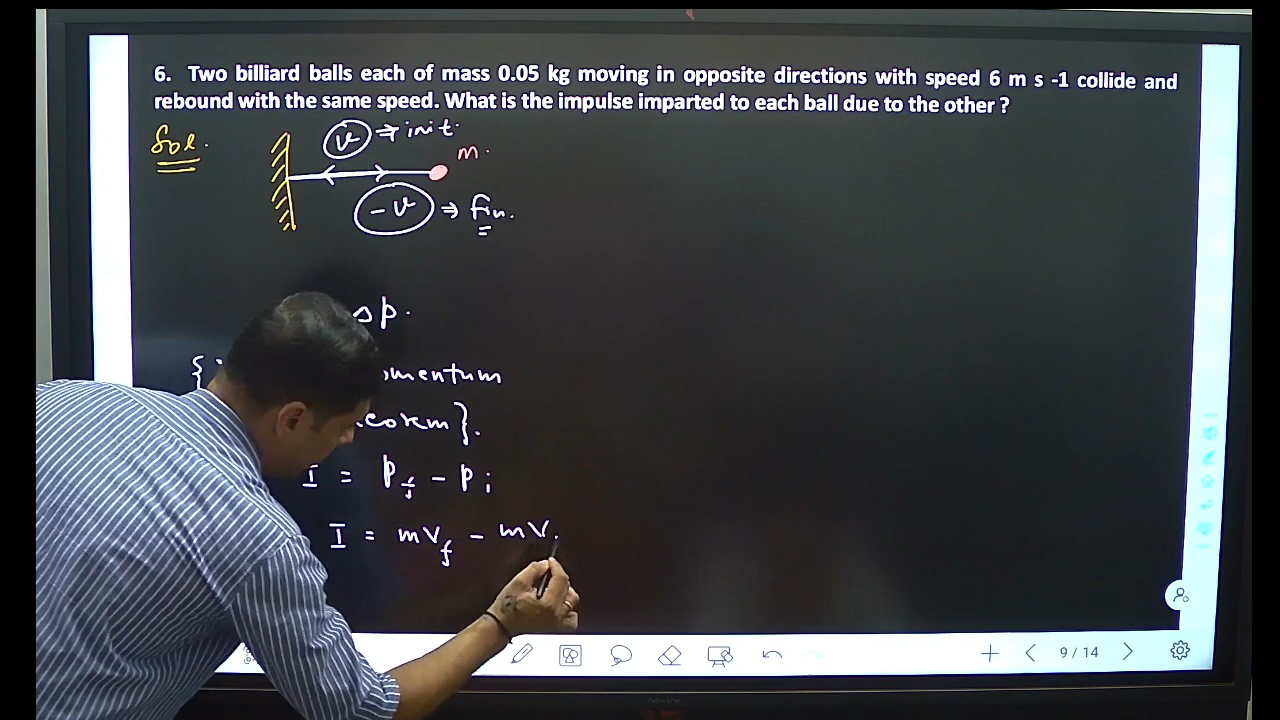 6. Two billiard balls each of mass 0.05 kg moving in opposite directions with speed 6 m s -1 collide and
rebound with the same speed. What is the impulse imparted to each ball due to the other ?
Sol.
v ⇒ init.
m.
-v ⇒ fin.
Δp.
omentum
eorem}.
I = Pf - Pi
I = mVf - mV.
9 / 14